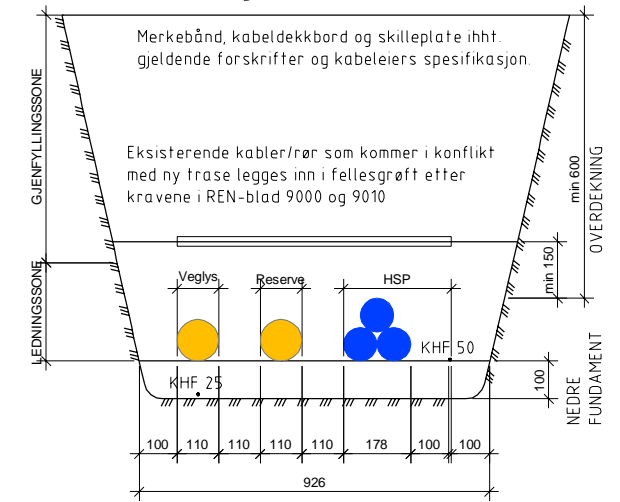 Merkebånd, kabeldekkbord og skilleplate ihht.
gjeldende forskrifter og kabeleiers spesifikasjon.
GJENFYLLINGSSONE
Eksisterende kabler/rør som kommer i konflikt
med ny trase legges inn i fellesgrøft etter
kravene i REN-blad 9000 og 9010
min 600
OVERDEKNING
min 150
LEDNINGSSONE
Veglys
Reserve
HSP
KHF 50
KHF 25
100
NEDRE
FUNDAMENT
100 110 110 110 110 178 100 100
926